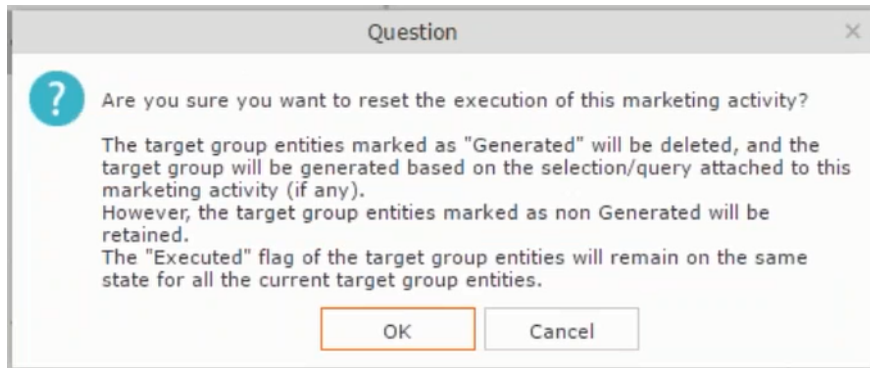 Question
Are you sure you want to reset the execution of this marketing activity?
The target group entities marked as "Generated" will be deleted, and the
target group will be generated based on the selection/query attached to this
marketing activity (if any).
However, the target group entities marked as non Generated will be
retained.
The "Executed" flag of the target group entities will remain on the same
state for all the current target group entities.
OK
Cancel